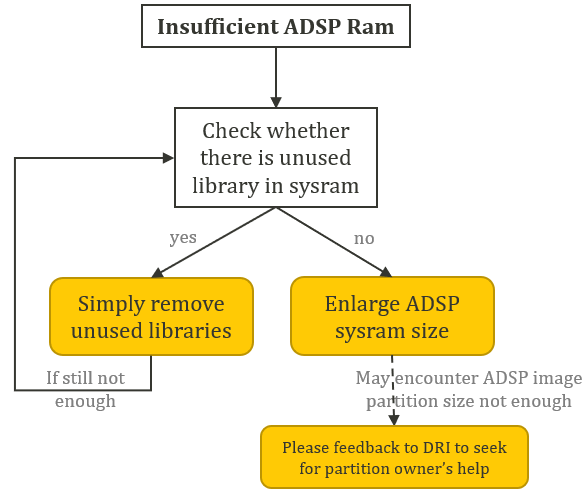 Insufficient ADSP Ram
Check whether
there is unused
library in sysram
yes
no
Simply remove
unused libraries
Enlarge ADSP
sysram size
If still not
enough
May encounter ADSP image
partition size not enough
Please feedback to DRI to seek
for partition owner's help